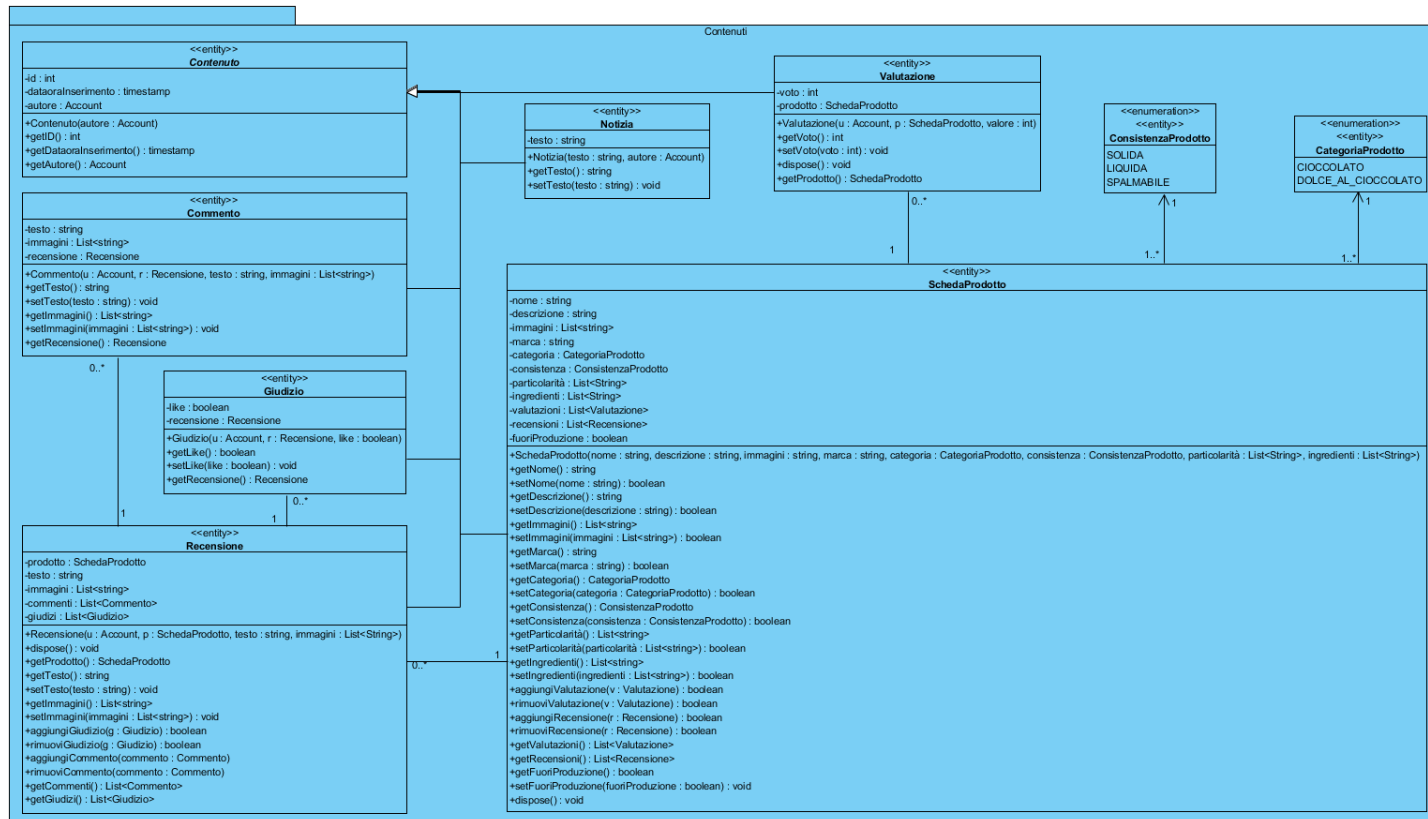 Contenuti
<<entity>>
Contenuto
-id : int
-dataoraInserimento : timestamp
-autore : Account
+Contenuto(autore : Account)
+getID() : int
+getDataoraInserimento() : timestamp
+getAutore() : Account
<<entity>>
Notizia
-testo : string
+Notizia(testo : string, autore : Account)
+getTesto() : string
+setTesto(testo : string) : void
<<entity>>
Valutazione
-voto : int
-prodotto : SchedaProdotto
+Valutazione(u : Account, p : SchedaProdotto, valore : int)
+getVoto() : int
+setVoto(voto : int) : void
+dispose() : void
+getProdotto() : SchedaProdotto
<<enumeration>>
<<entity>>
ConsistenzaProdotto
SOLIDA
LIQUIDA
SPALMABILE
<<enumeration>>
<<entity>>
CategoriaProdotto
CIOCCOLATO
DOLCE_AL_CIOCCOLATO
0..*
1
1
1..*
1
1..*
<<entity>>
Commento
-testo : string
-immagini : List<string>
-recensione : Recensione
+Commento(u : Account, r : Recensione, testo : string, immagini : List<string>)
+getTesto() : string
+setTesto(testo : string) : void
+getImmagini() : List<string>
+setImmagini(immagini : List<string>) : void
+getRecensione() : Recensione
0..*
1
<<entity>>
Giudizio
-like : boolean
-recensione : Recensione
+Giudizio(u : Account, r : Recensione, like : boolean)
+getLike() : boolean
+setLike(like : boolean) : void
+getRecensione() : Recensione
0..*
1
<<entity>>
Recensione
-prodotto : SchedaProdotto
-testo : string
-immagini : List<string>
-commenti : List<Commento>
-giudizi : List<Giudizio>
+Recensione(u : Account, p : SchedaProdotto, testo : string, immagini : List<String>)
+dispose() : void
+getProdotto() : SchedaProdotto
+getTesto() : string
+setTesto(testo : string) : void
+getImmagini() : List<string>
+setImmagini(immagini : List<string>) : void
+aggiungiGiudizio(g : Giudizio) : boolean
+rimuoviGiudizio(g : Giudizio) : boolean
+aggiungiCommento(commento : Commento)
+rimuoviCommento(commento : Commento)
+getCommenti() : List<Commento>
+getGiudizi() : List<Giudizio>
0..*
1
<<entity>>
SchedaProdotto
-nome : string
-descrizione : string
-immagini : List<string>
-marca : string
-categoria : CategoriaProdotto
-consistenza : ConsistenzaProdotto
-particolarità : List<String>
-ingredienti : List<String>
-valutazioni : List<Valutazione>
-recensioni : List<Recensione>
-fuoriProduzione : boolean
+SchedaProdotto(nome : string, descrizione : string, immagini : string, marca : string, categoria : CategoriaProdotto, consistenza : ConsistenzaProdotto, particolarità : List<String>, ingredienti : List<String>)
+getNome() : string
+setNome(nome : string) : boolean
+getDescrizione() : string
+setDescrizione(descrizione : string) : boolean
+getImmagini() : List<string>
+setImmagini(immagini : List<string>) : boolean
+getMarca() : string
+setMarca(marca : string) : boolean
+getCategoria() : CategoriaProdotto
+setCategoria(categoria : CategoriaProdotto) : boolean
+getConsistenza() : ConsistenzaProdotto
+setConsistenza(consistenza : ConsistenzaProdotto) : boolean
+getParticolarità() : List<string>
+setParticolarità(particolarità : List<string>) : boolean
+getIngredienti() : List<string>
+setIngredienti(ingredienti : List<string>) : boolean
+aggiungiValutazione(v : Valutazione) : boolean
+rimuoviValutazione(v : Valutazione) : boolean
+aggiungiRecensione(r : Recensione) : boolean
+rimuoviRecensione(r : Recensione) : boolean
+getValutazioni() : List<Valutazione>
+getRecensioni() : List<Recensione>
+getFuoriProduzione() : boolean
+setFuoriProduzione(fuoriProduzione : boolean) : void
+dispose() : void